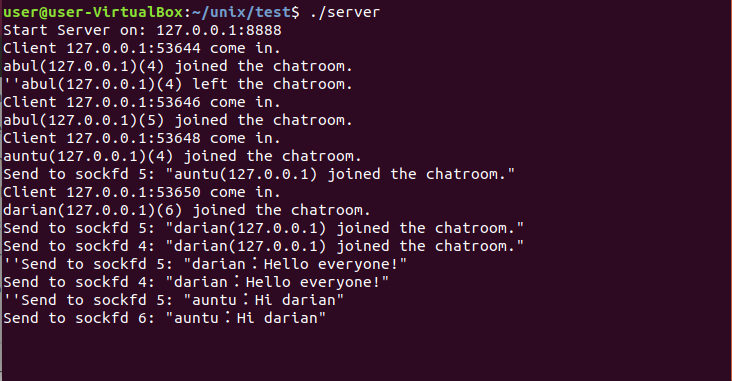 user@user-VirtualBox:~/unix/test$ ./server
Start Server on: 127.0.0.1:8888
Client 127.0.0.1:53644 come in.
abul(127.0.0.1)(4) joined the chatroom.
''abul(127.0.0.1)(4) left the chatroom.
Client 127.0.0.1:53646 come in.
abul(127.0.0.1)(5) joined the chatroom.
Client 127.0.0.1:53648 come in.
auntu(127.0.0.1)(4) joined the chatroom.
Send to sockfd 5: "auntu(127.0.0.1) joined the chatroom."
Client 127.0.0.1:53650 come in.
darian(127.0.0.1)(6) joined the chatroom.
Send to sockfd 5: "darian(127.0.0.1) joined the chatroom."
Send to sockfd 4: "darian(127.0.0.1) joined the chatroom."
''Send to sockfd 5: "darian：Hello everyone!"
Send to sockfd 4: "darian：Hello everyone!"
''Send to sockfd 5: "auntu：Hi darian"
Send to sockfd 6: "auntu：Hi darian"